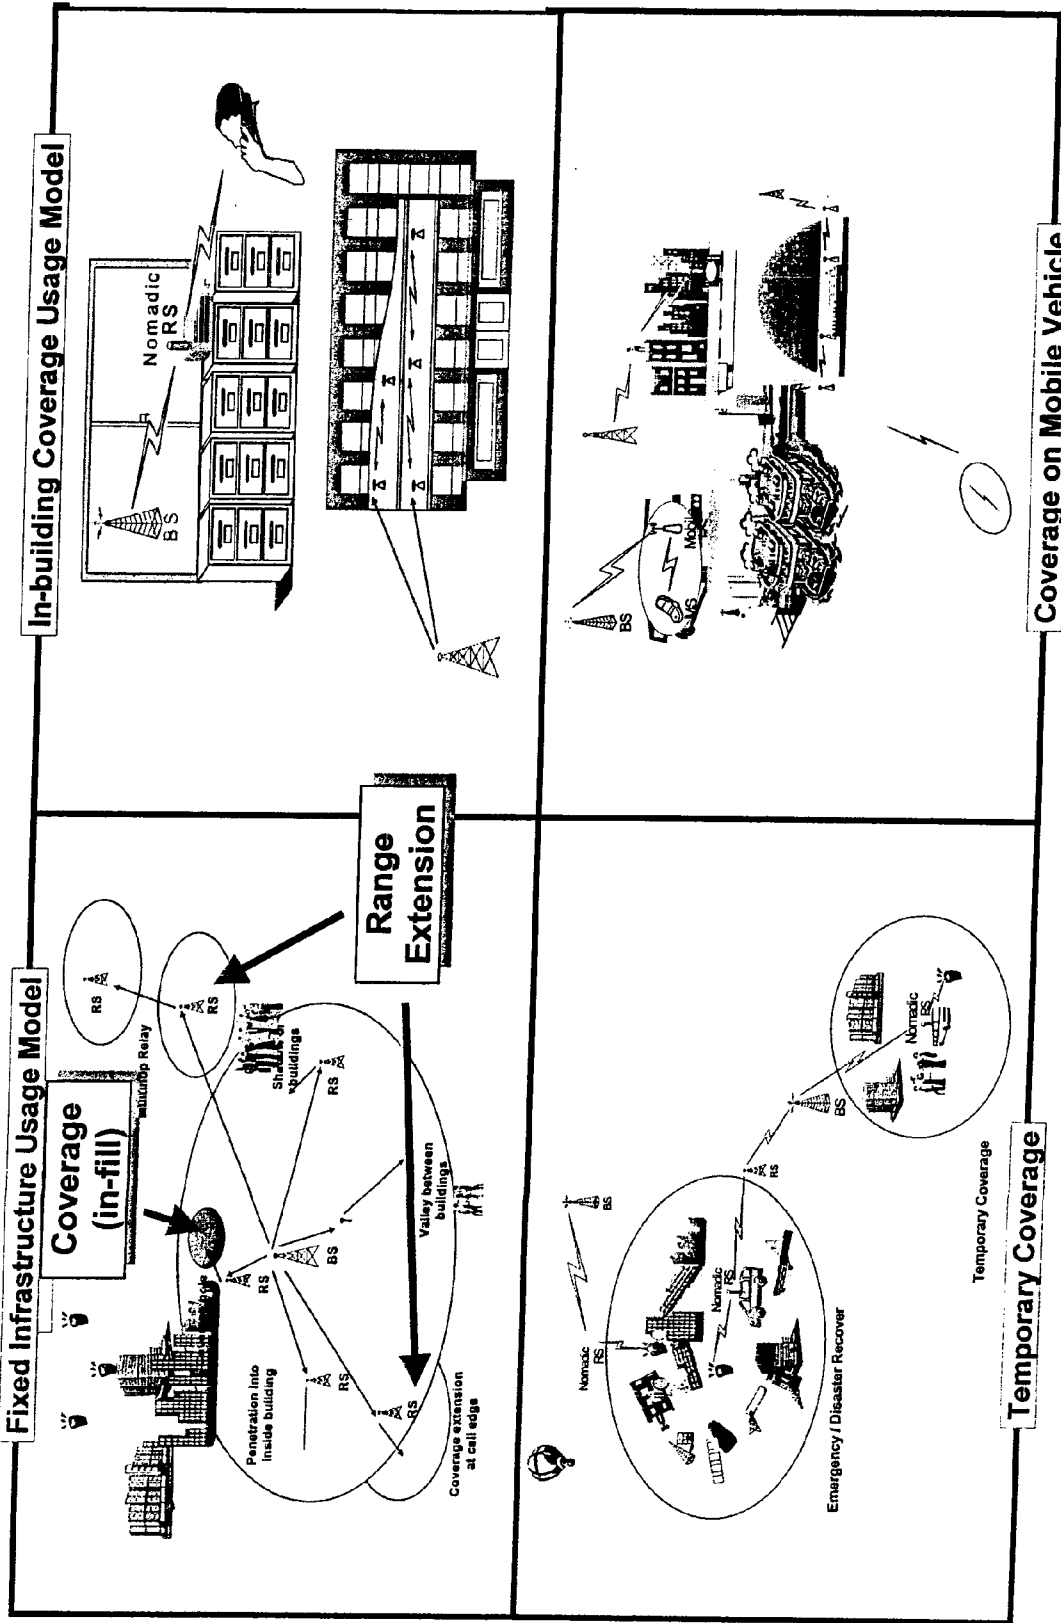 Fixed Infrastructure Usage Model
Coverage
(in-fill)
Relay
RS
RS
buildings
RS
Range
Extension
RS
BS
Valley between
buildings
Penetration into
inside building
RS
RS
Coverage extension
at cell edge
In-building Coverage Usage Model
BS
Nomadic
RS
Temporary Coverage
Nomadic
RS
BS
Nomadic
RS
RS
BS
Nomadic
RS
Emergency / Disaster Recover
Temporary Coverage
Coverage on Mobile Vehicle
BS
MS